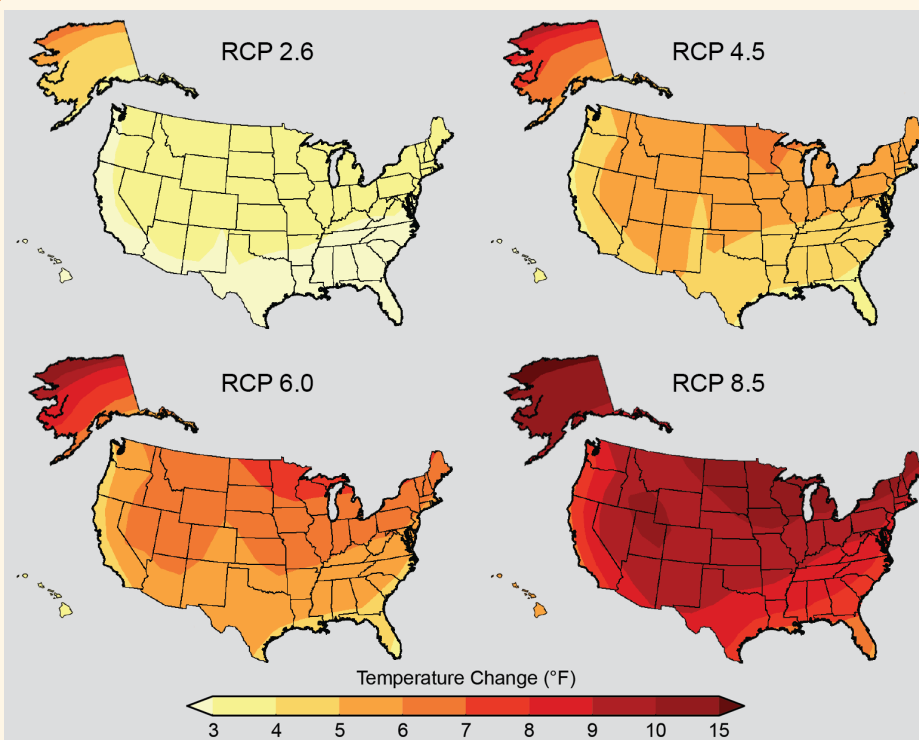 RCP 2.6
RCP 4.5
RCP 6.0
RCP 8.5
Temperature Change (°F)
3 4 5 6 7 8 9 10 15